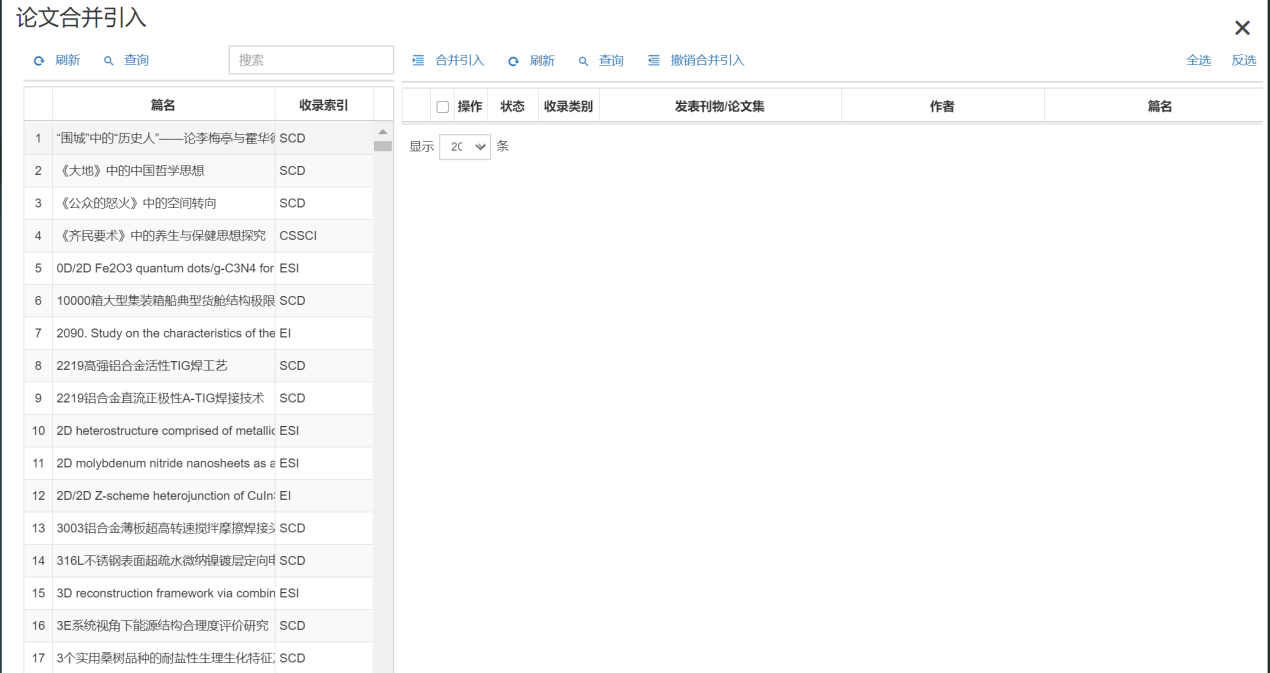 论文合并引入
刷新 查询 搜索 合并引入 刷新 查询 撤销合并引入 全选 反选
篇名 收录索引 操作 状态 收录类别 发表刊物/论文集 作者 篇名
显示 20 条
1 “围城”中的“历史人”——论李梅亭与霍华德 SCD
2 《大地》中的中国哲学思想 SCD
3 《公众的怒火》中的空间转向 SCD
4 《齐民要术》中的养生与保健思想探究 CSSCI
5 0D/2D Fe2O3 quantum dots/g-C3N4 for ESI
6 10000箱大型集装箱船典型货舱结构极限 SCD
7 2090. Study on the characteristics of the EI
8 2219高强铝合金活性TIG焊工艺 SCD
9 2219铝合金直流正极性A-TIG焊接技术 SCD
10 2D heterostructure comprised of metallic ESI
11 2D molybdenum nitride nanosheets as a ESI
12 2D/2D Z-scheme heterojunction of CuInS EI
13 3003铝合金薄板超高转速搅拌摩擦焊接头 SCD
14 316L不锈钢表面超疏水微纳镍镀层定向电 SCD
15 3D reconstruction framework via combin ESI
16 3E系统视角下能源结构合理度评价研究 SCD
17 3个实用桑树品种的耐盐性生理生化特征 SCD